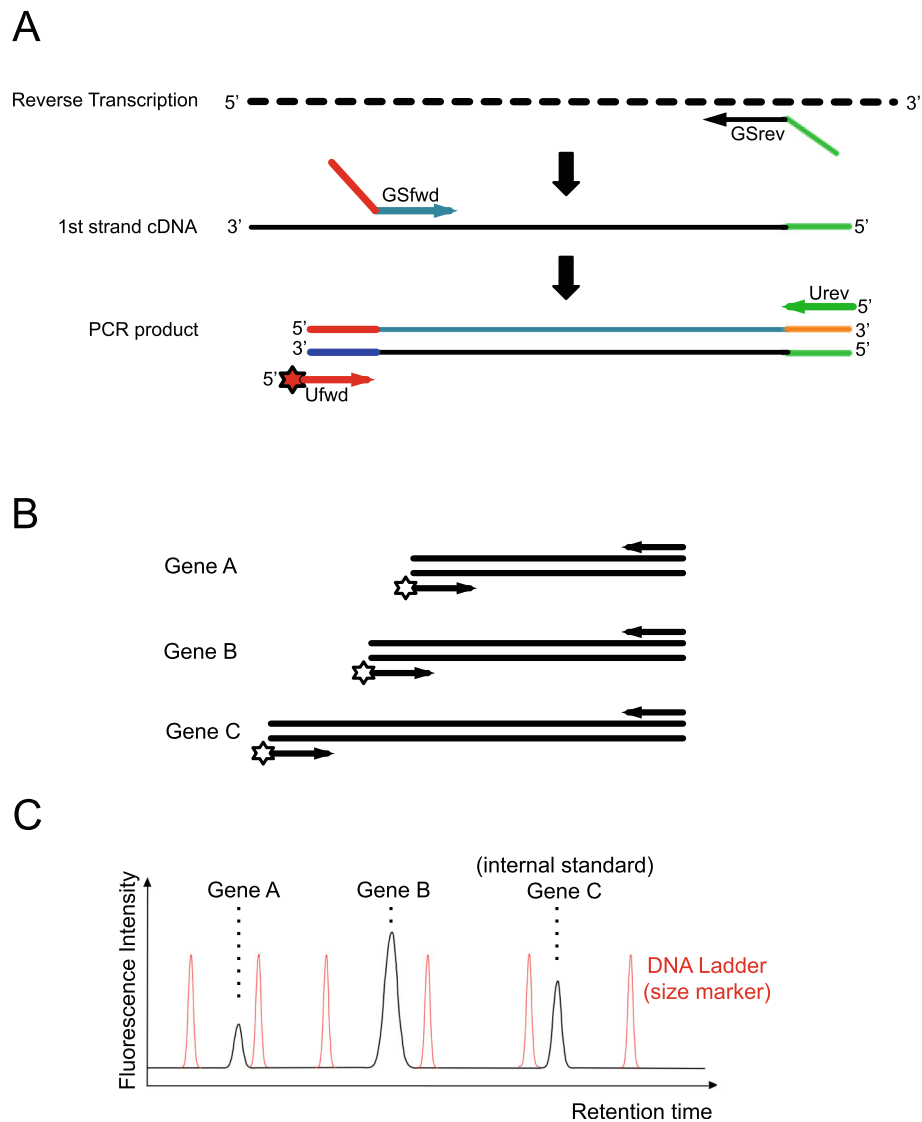 A
Reverse Transcription 5’ 3’
GSrev
GSfwd
1st strand cDNA 3’ 5’
Urev
5’
PCR product 5’ 3’
3’ 5’
5’
Ufwd
B
Gene A
Gene B
Gene C
C
(internal standard)
Gene A Gene B Gene C
Fluorescence Intensity
DNA Ladder
(size marker)
Retention time